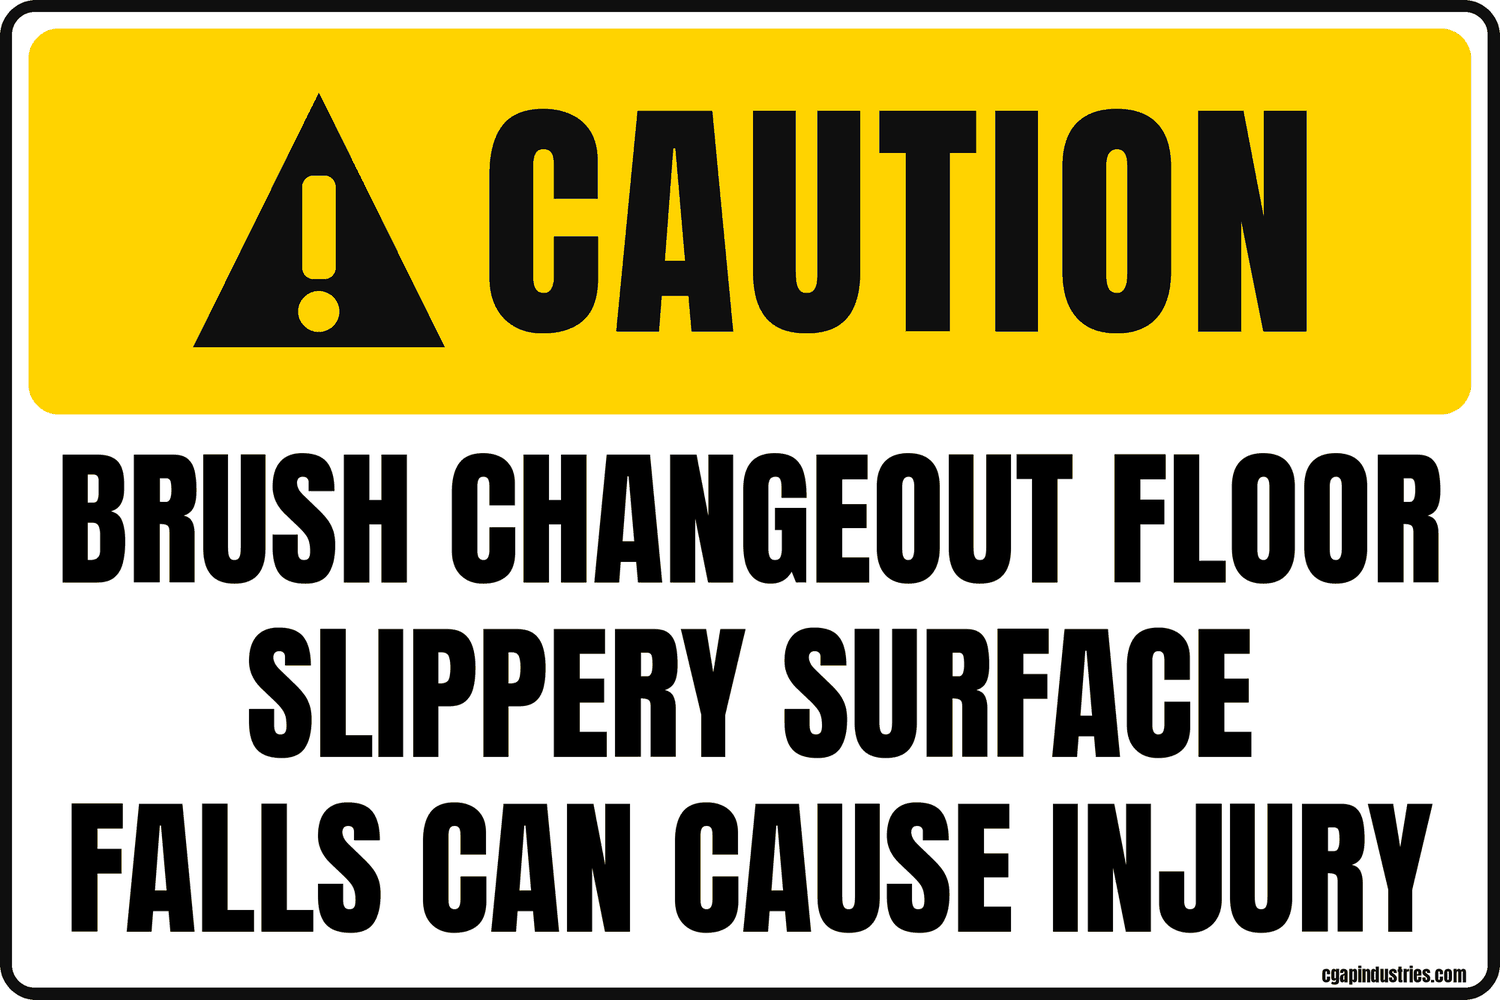 CAUTION
BRUSH CHANGEOUT FLOOR
SLIPPERY SURFACE
FALLS CAN CAUSE INJURY
cgapindustries.com